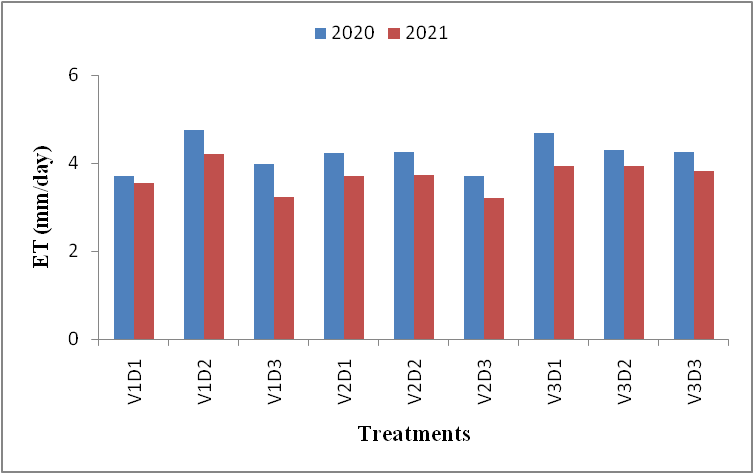 2020 2021
6
4
2
0
ET (mm/day)
V1D1 V1D2 V1D3 V2D1 V2D2 V2D3 V3D1 V3D2 V3D3
Treatments